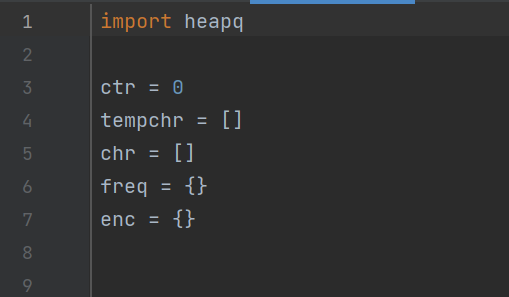 1 import heapq
2
3 ctr = 0
4 tempchr = []
5 chr = []
6 freq = {}
7 enc = {}
8
9